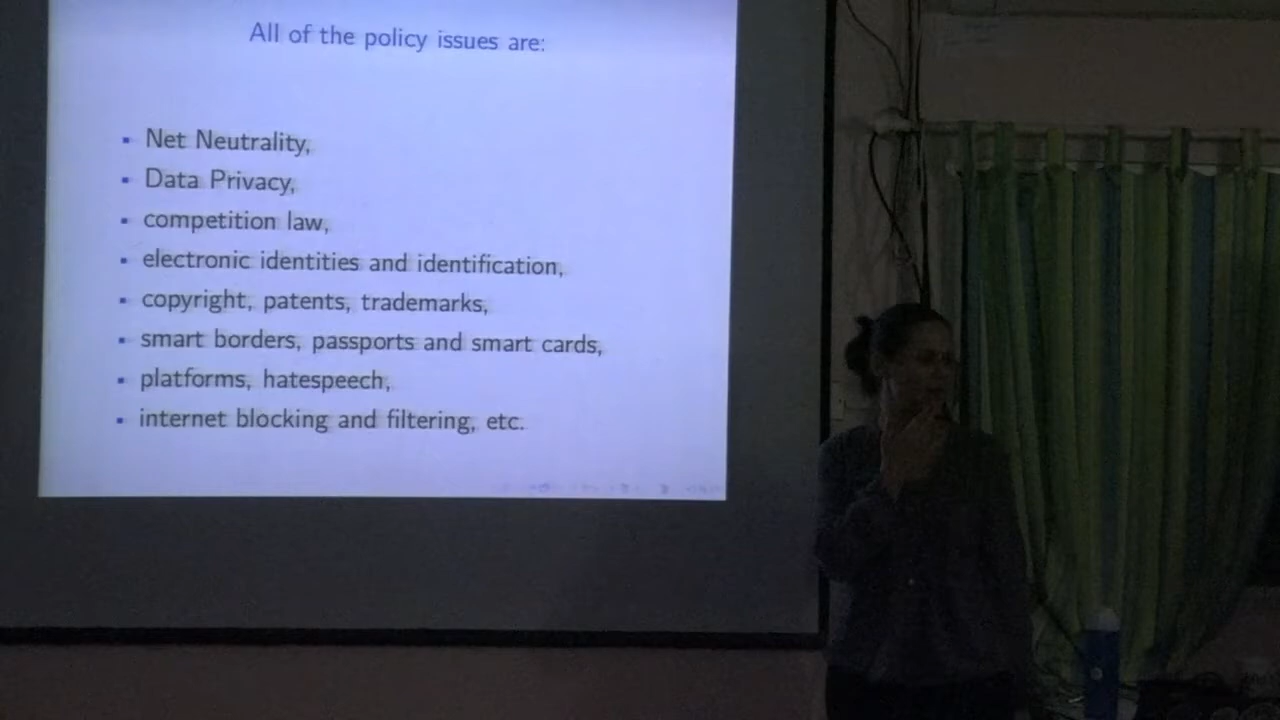 All of the policy issues are:
Net Neutrality,
Data Privacy,
competition law,
electronic identities and identification,
copyright, patents, trademarks,
smart borders, passports and smart cards,
platforms, hatespeech,
internet blocking and filtering, etc.